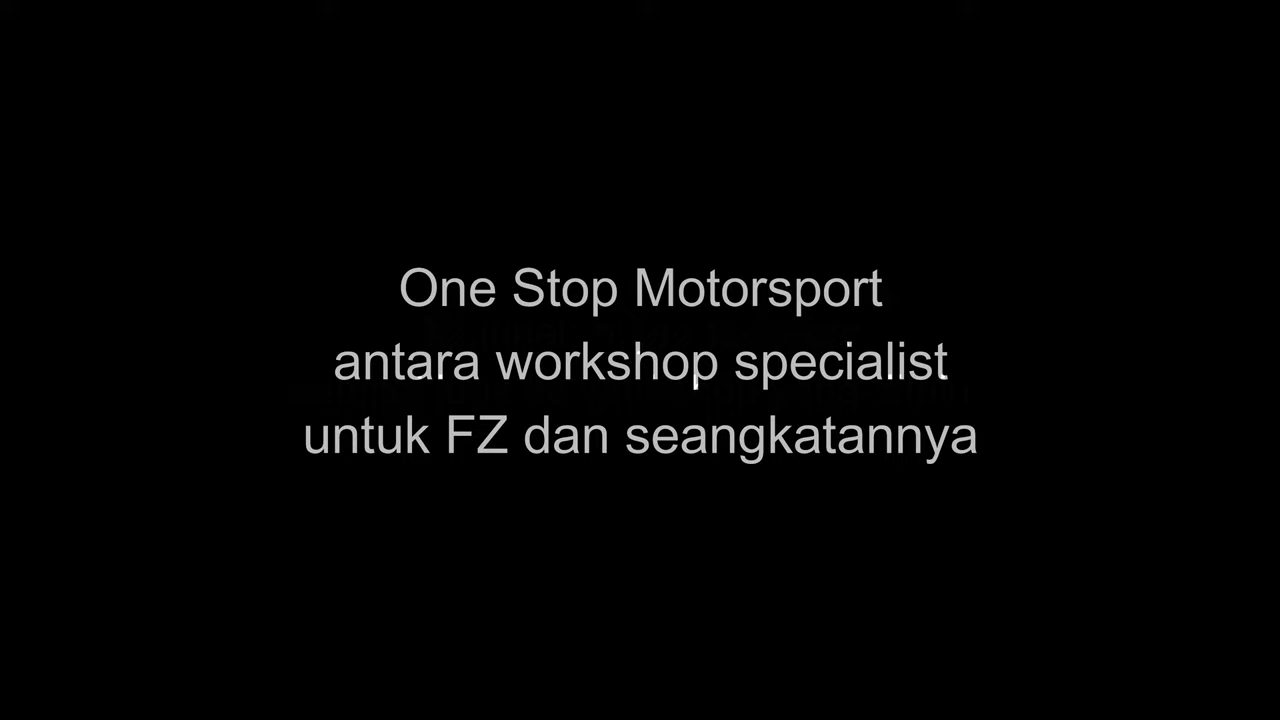 One Stop Motorsport
antara workshop specialist
untuk FZ dan seangkatannya